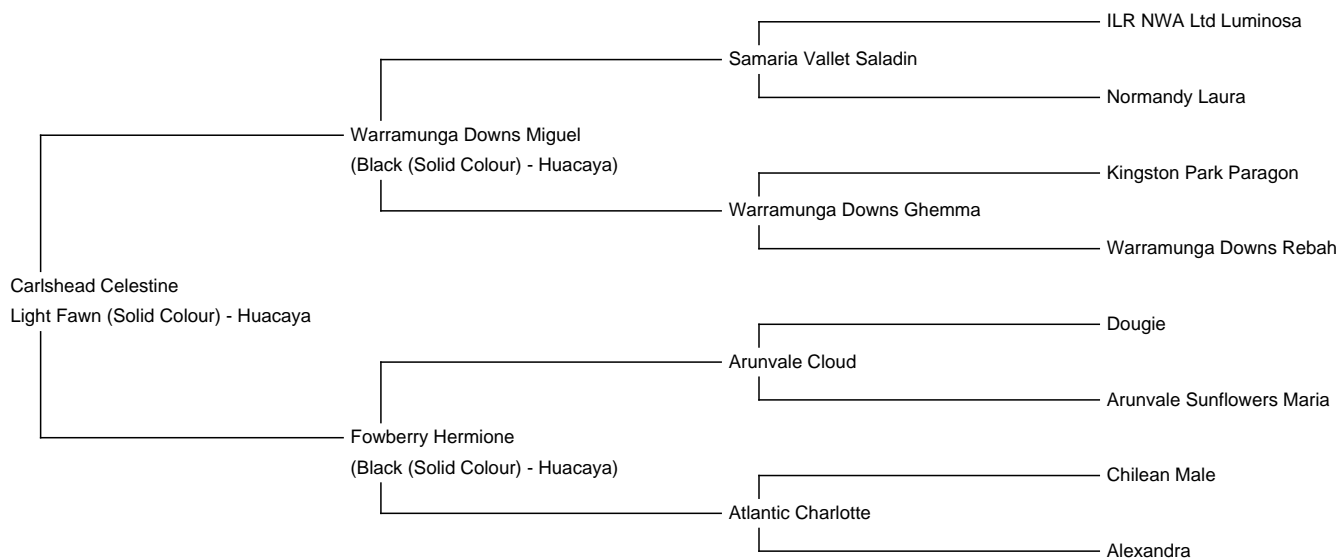 ILR NWA Ltd Luminosa
Samaria Vallet Saladin
Normandy Laura
Warramunga Downs Miguel
(Black (Solid Colour) - Huacaya)
Kingston Park Paragon
Warramunga Downs Ghemma
Warramunga Downs Rebah
Carlshead Celestine
Light Fawn (Solid Colour) - Huacaya
Dougie
Arunvale Cloud
Arunvale Sunflowers Maria
Fowberry Hermione
(Black (Solid Colour) - Huacaya)
Chilean Male
Atlantic Charlotte
Alexandra